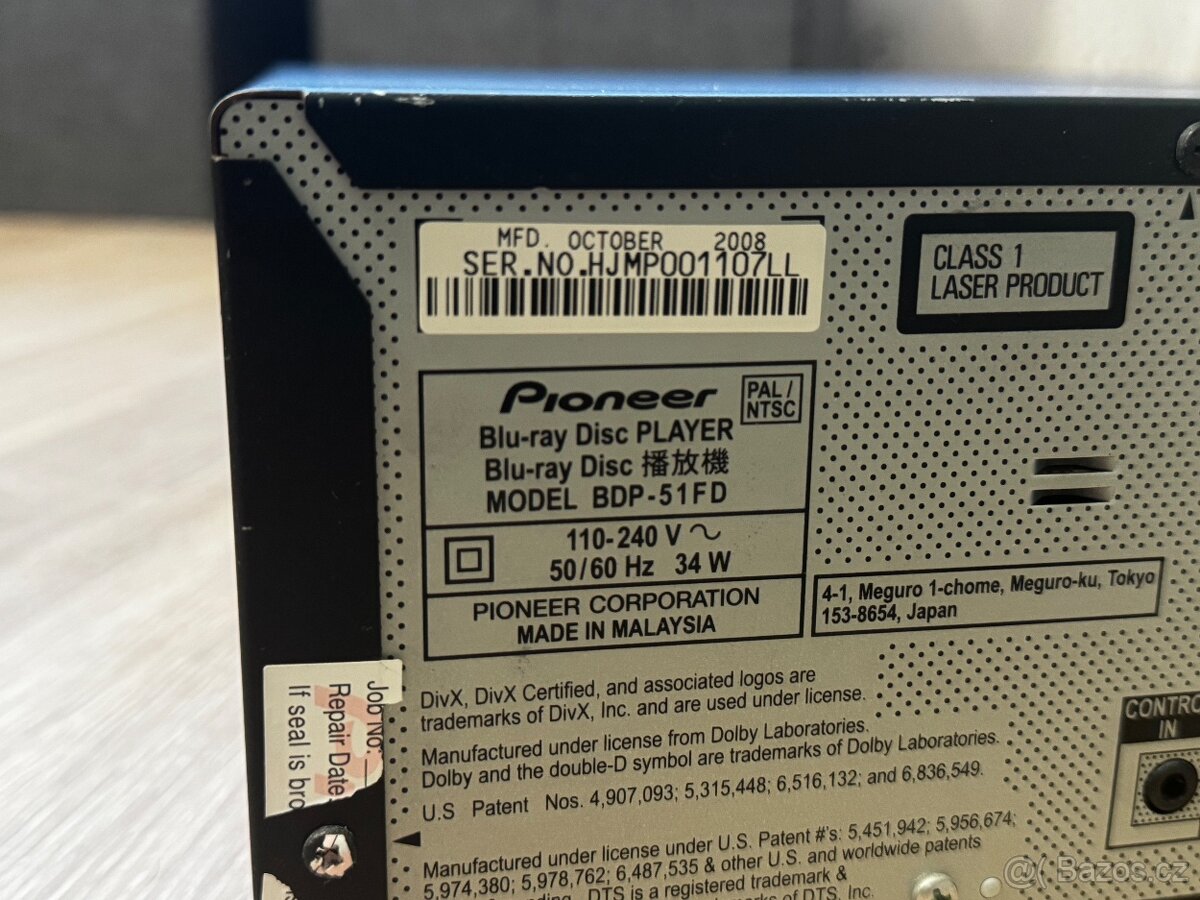 MFD. OCTOBER 2008
SER.NO.HJMP001107LL
CLASS 1
LASER PRODUCT
Pioneer
PAL/
NTSC
Blu-ray Disc PLAYER
Blu-ray Disc 播放機
MODEL BDP-51FD
110-240 V ~
50/60 Hz 34 W
PIONEER CORPORATION
MADE IN MALAYSIA
4-1, Meguro 1-chome, Meguro-ku, Tokyo
153-8654, Japan
Job No:
Repair Date
If seal is bro
DivX, DivX Certified, and associated logos are
trademarks of DivX, Inc. and are used under license.
Manufactured under license from Dolby Laboratories.
Dolby and the double-D symbol are trademarks of Dolby Laboratories.
U.S Patent Nos. 4,907,093; 5,315,448; 6,516,132; and 6,836,549.
CONTRO
IN
Manufactured under license under U.S. Patent #'s: 5,451,942; 5,956,674;
5,974,380; 5,978,762; 6,487,535 & other U.S. and worldwide patents
DTS is a registered trademark &
of DTS, Inc.
Bazos.cz